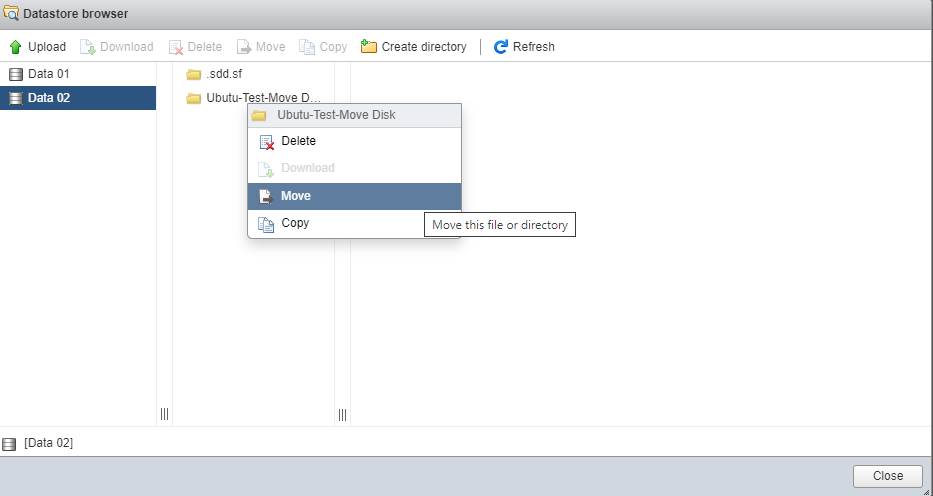 Datastore browser
Upload Download Delete Move Copy Create directory Refresh
Data 01
Data 02
.sdd.sf
Ubutu-Test-Move D...
Ubutu-Test-Move Disk
Delete
Download
Move
Copy
Move this file or directory
[Data 02]
Close